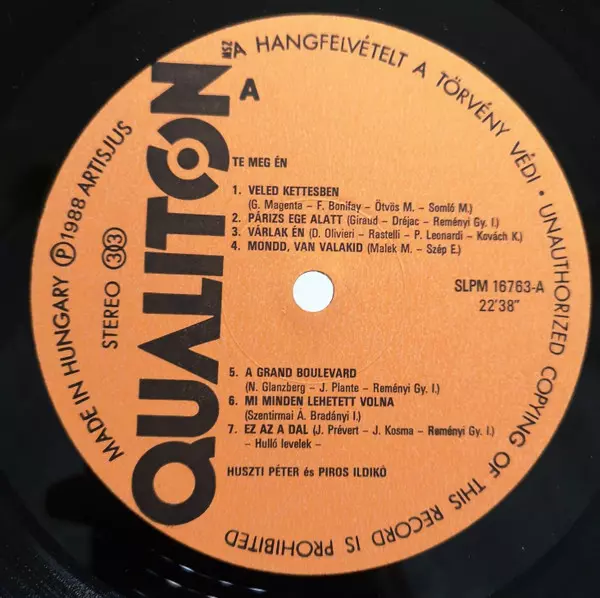 MADE IN HUNGARY Ⓟ 1988 ARTISJUS
STEREO 33
QUALITON
MSZ
A HANGFELVÉTELT A TÖRVÉNY VÉDI • UNAUTHORIZED COPYING OF THIS RECORD IS PROHIBITED
A
TE MEG ÉN
1. VELED KETTESBEN
(G. Magenta – F. Bonifay – Ötvös M. – Somló M.)
2. PÁRIZS EGE ALATT (Giraud – Dréjac – Reményi Gy. I.)
3. VÁRLAK ÉN (D. Olivieri – Rastelli – P. Leonardi – Kovách K.)
4. MONDD, VAN VALAKID (Malek M. – Szép E.)
SLPM 16763-A
22'38"
5. A GRAND BOULEVARD
(N. Glanzberg – J. Plante – Reményi Gy. I.)
6. MI MINDEN LEHETETT VOLNA
(Szentirmai Á. Bradányi I.)
7. EZ AZ A DAL (J. Prévert – J. Kosma – Reményi Gy. I.)
– Hulló levelek –
HUSZTI PÉTER és PIROS ILDIKÓ